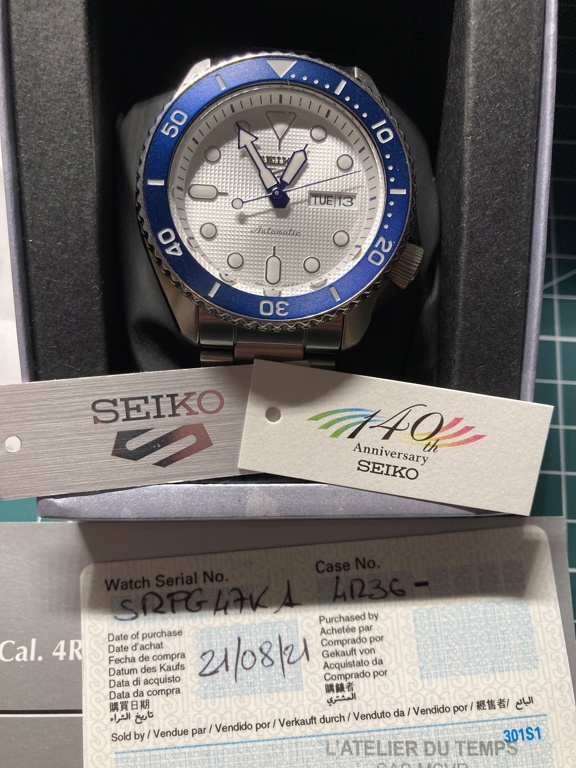 50
10
40
20
30
SEIKO
TUE 13
Automatic
SEIKO
140th
Anniversary
SEIKO
Cal. 4R
Watch Serial No.
Case No.
SRPG47K1
4R36-
Date of purchase
Date d'achat
Fecha de compra
Datum des Kaufs
Data di acquisto
Data da compra
購買日期
تاريخ الشراء
21/08/21
Purchased by
Achetée par
Comprado por
Gekauft von
Acquistato da
Comprado por
購錶者
المشتري
Sold by / Vendue par / Vendido por / Verkauft durch / Venduto da / Vendido por / 經售者 / البائع
301S1
L'ATELIER DU TEMPS